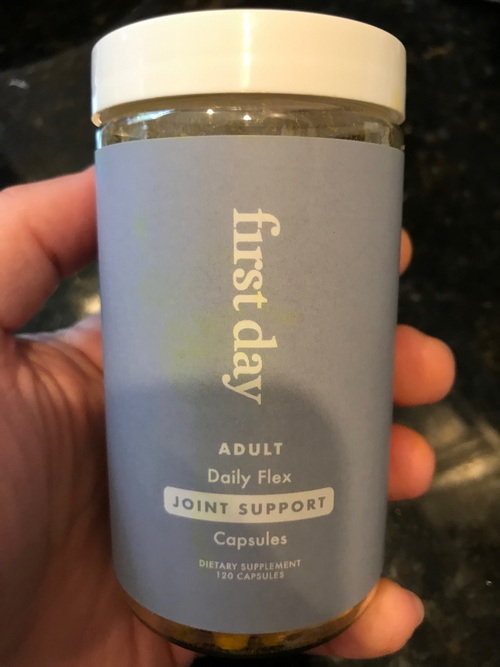 first day
ADULT
Daily Flex
JOINT SUPPORT
Capsules
DIETARY SUPPLEMENT
120 CAPSULES